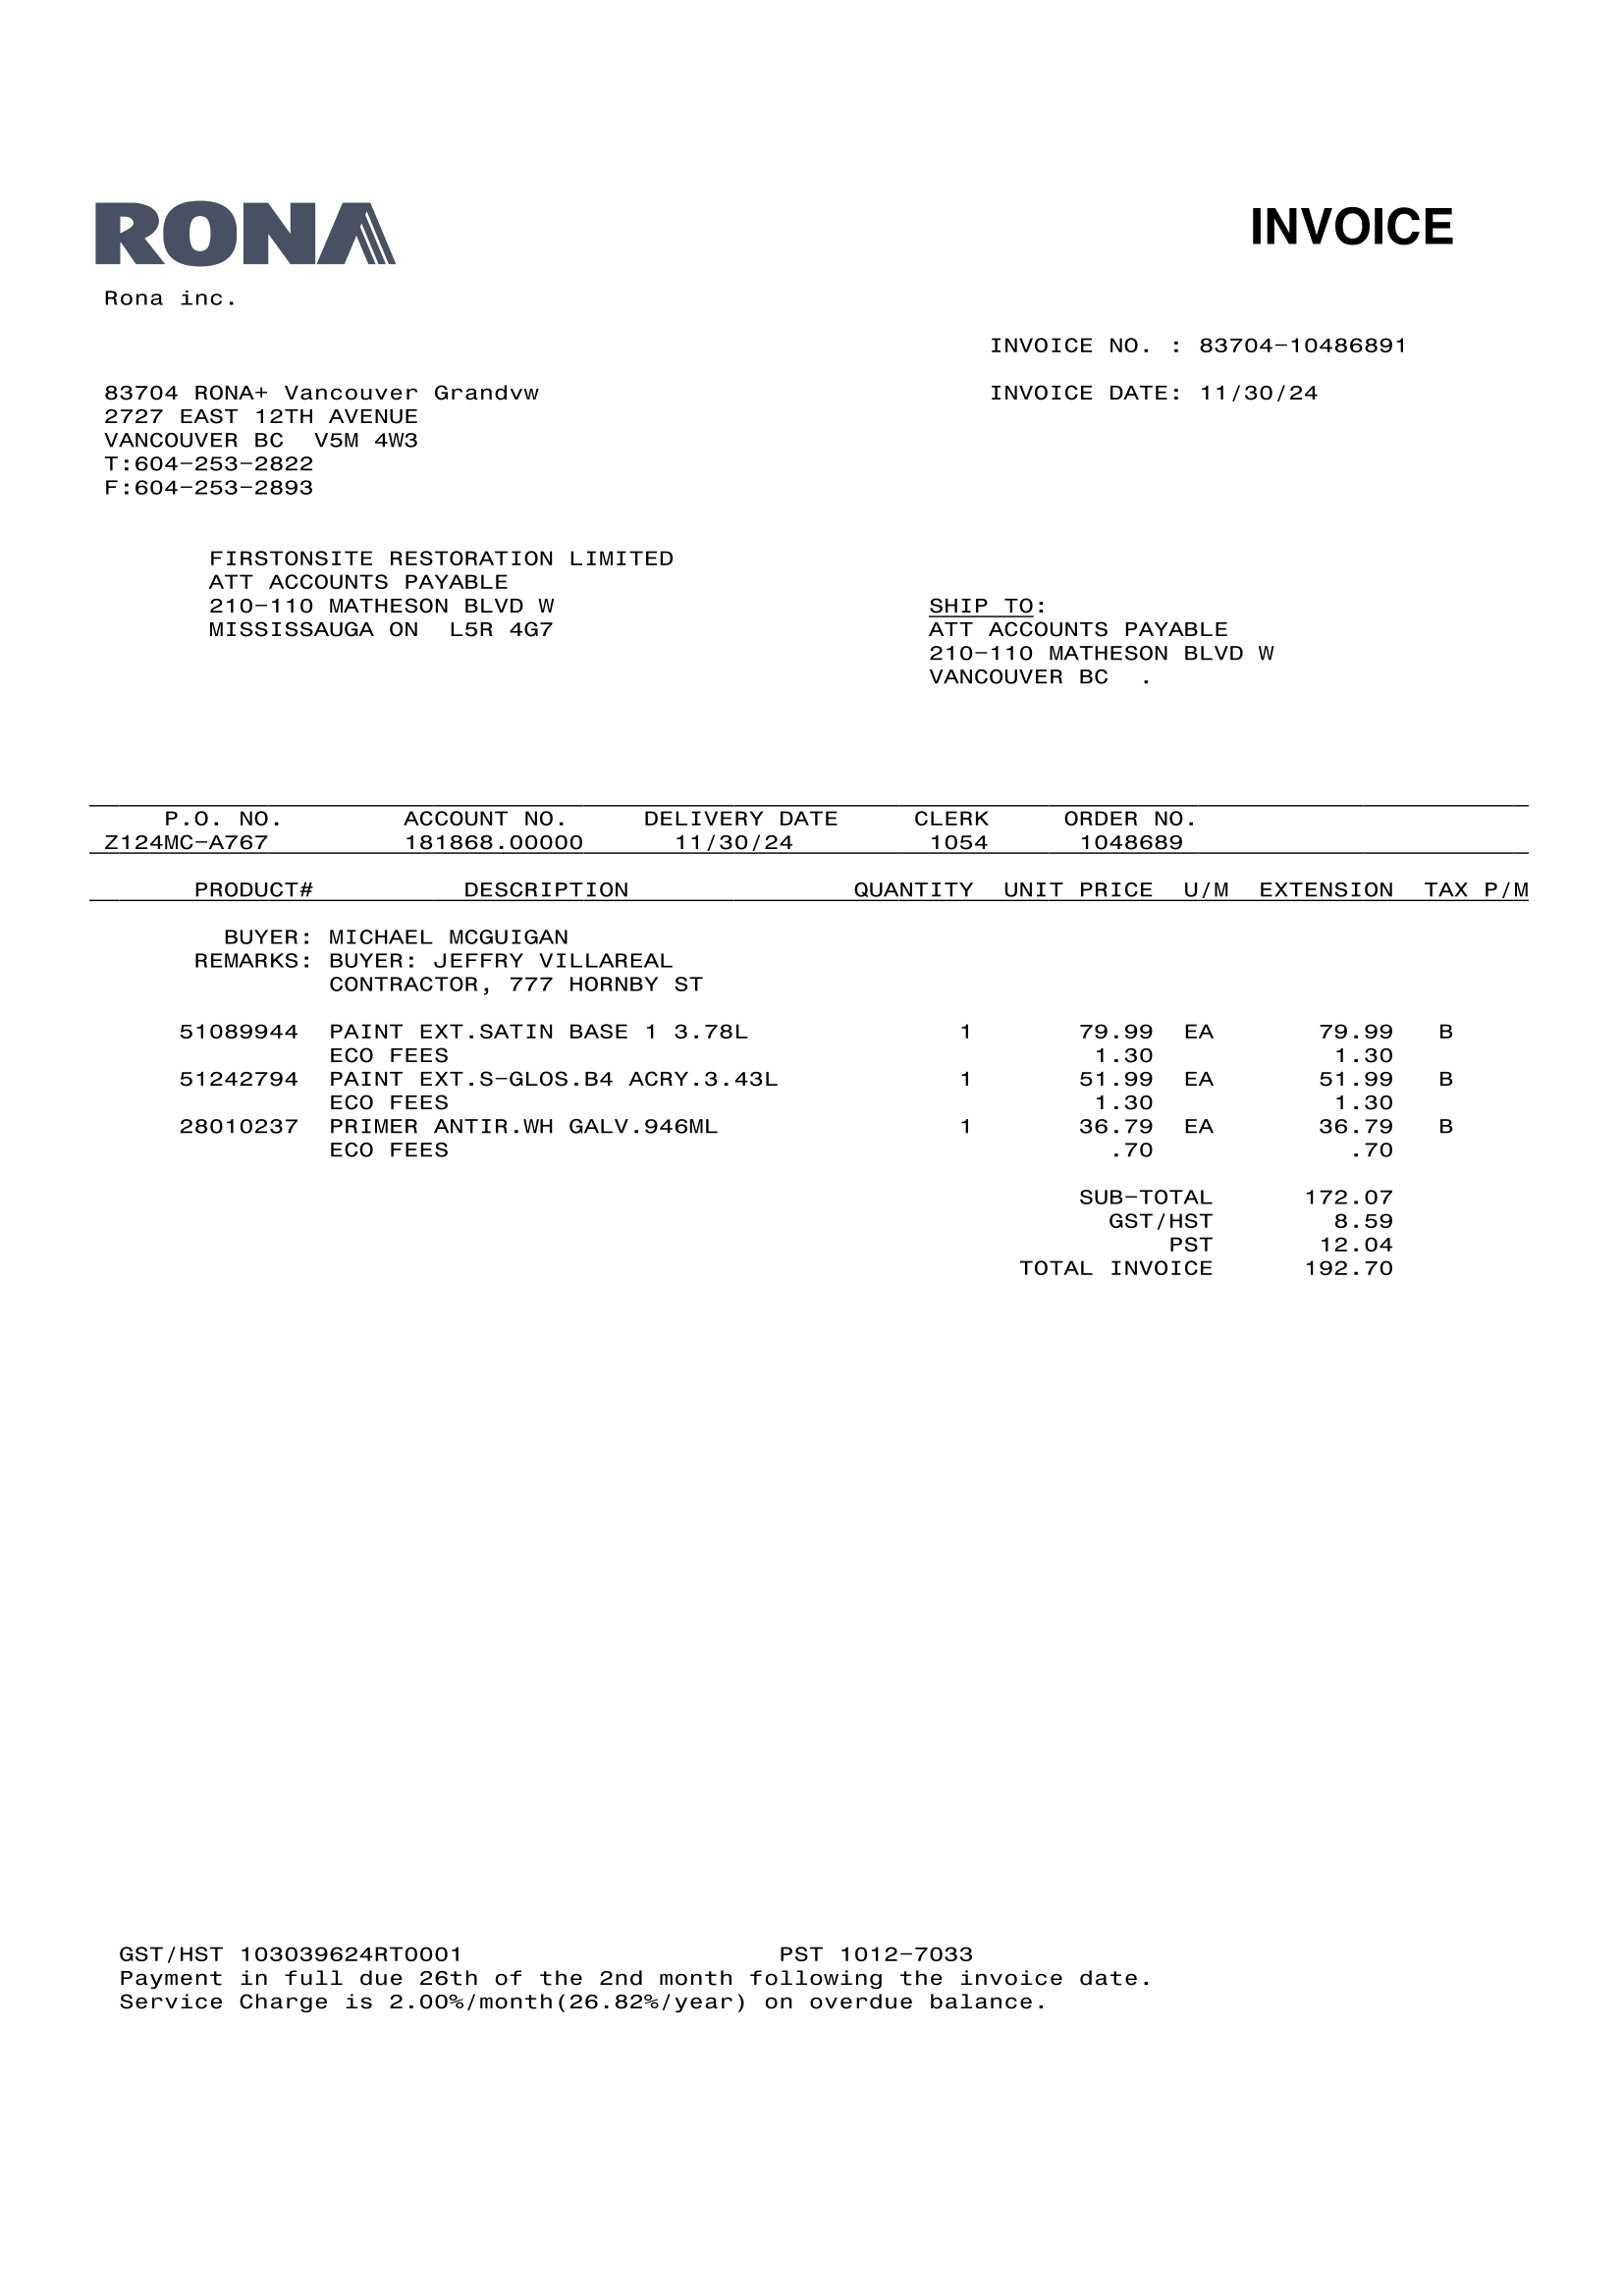 RONA
INVOICE
Rona inc.
INVOICE NO. : 83704-10486891
83704 RONA+ Vancouver Grandvw INVOICE DATE: 11/30/24
2727 EAST 12TH AVENUE
VANCOUVER BC V5M 4W3
T:604-253-2822
F:604-253-2893
FIRSTONSITE RESTORATION LIMITED
ATT ACCOUNTS PAYABLE
210-110 MATHESON BLVD W
MISSISSAUGA ON L5R 4G7
SHIP TO:
ATT ACCOUNTS PAYABLE
210-110 MATHESON BLVD W
VANCOUVER BC .
P.O. NO. ACCOUNT NO. DELIVERY DATE CLERK ORDER NO.
Z124MC-A767 181868.00000 11/30/24 1054 1048689
PRODUCT# DESCRIPTION QUANTITY UNIT PRICE U/M EXTENSION TAX P/M
BUYER: MICHAEL MCGUIGAN
REMARKS: BUYER: JEFFRY VILLAREAL
CONTRACTOR, 777 HORNBY ST
51089944 PAINT EXT.SATIN BASE 1 3.78L 1 79.99 EA 79.99 B
ECO FEES 1.30 1.30
51242794 PAINT EXT.S-GLOS.B4 ACRY.3.43L 1 51.99 EA 51.99 B
ECO FEES 1.30 1.30
28010237 PRIMER ANTIR.WH GALV.946ML 1 36.79 EA 36.79 B
ECO FEES .70 .70
SUB-TOTAL 172.07
GST/HST 8.59
PST 12.04
TOTAL INVOICE 192.70
GST/HST 103039624RT0001 PST 1012-7033
Payment in full due 26th of the 2nd month following the invoice date.
Service Charge is 2.00%/month(26.82%/year) on overdue balance.